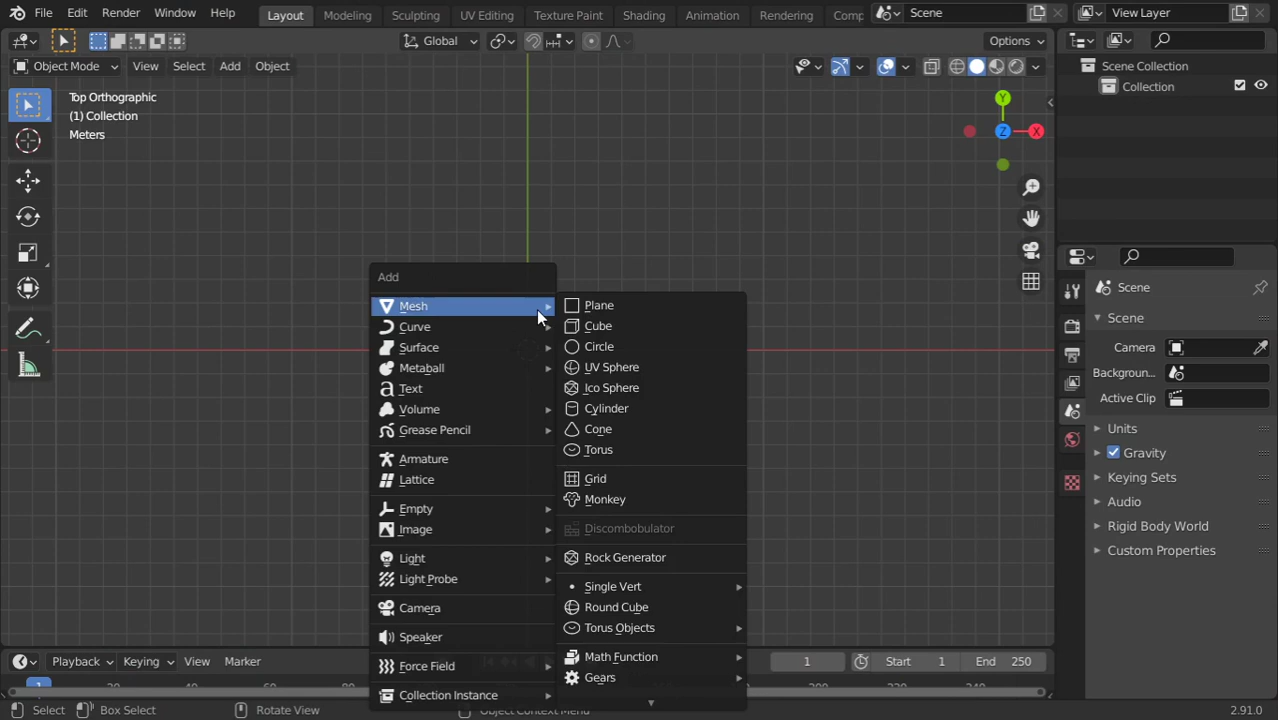 File Edit Render Window Help Layout Modeling Sculpting UV Editing Texture Paint Shading Animation Rendering Comp Scene View Layer
Global Options
Object Mode View Select Add Object
Scene Collection
Collection
Top Orthographic
(1) Collection
Meters
Y
Z
X
Add
Mesh
Curve
Surface
Metaball
Text
Volume
Grease Pencil
Armature
Lattice
Empty
Image
Light
Light Probe
Camera
Speaker
Force Field
Collection Instance
Plane
Cube
Circle
UV Sphere
Ico Sphere
Cylinder
Cone
Torus
Grid
Monkey
Discombobulator
Rock Generator
Single Vert
Round Cube
Torus Objects
Math Function
Gears
Scene
Scene
Camera
Backgroun...
Active Clip
Units
Gravity
Keying Sets
Audio
Rigid Body World
Custom Properties
Playback Keying View Marker 1 Start 1 End 250
1 20 80 200 220 240
Select Box Select Rotate View Object Context Menu 2.91.0